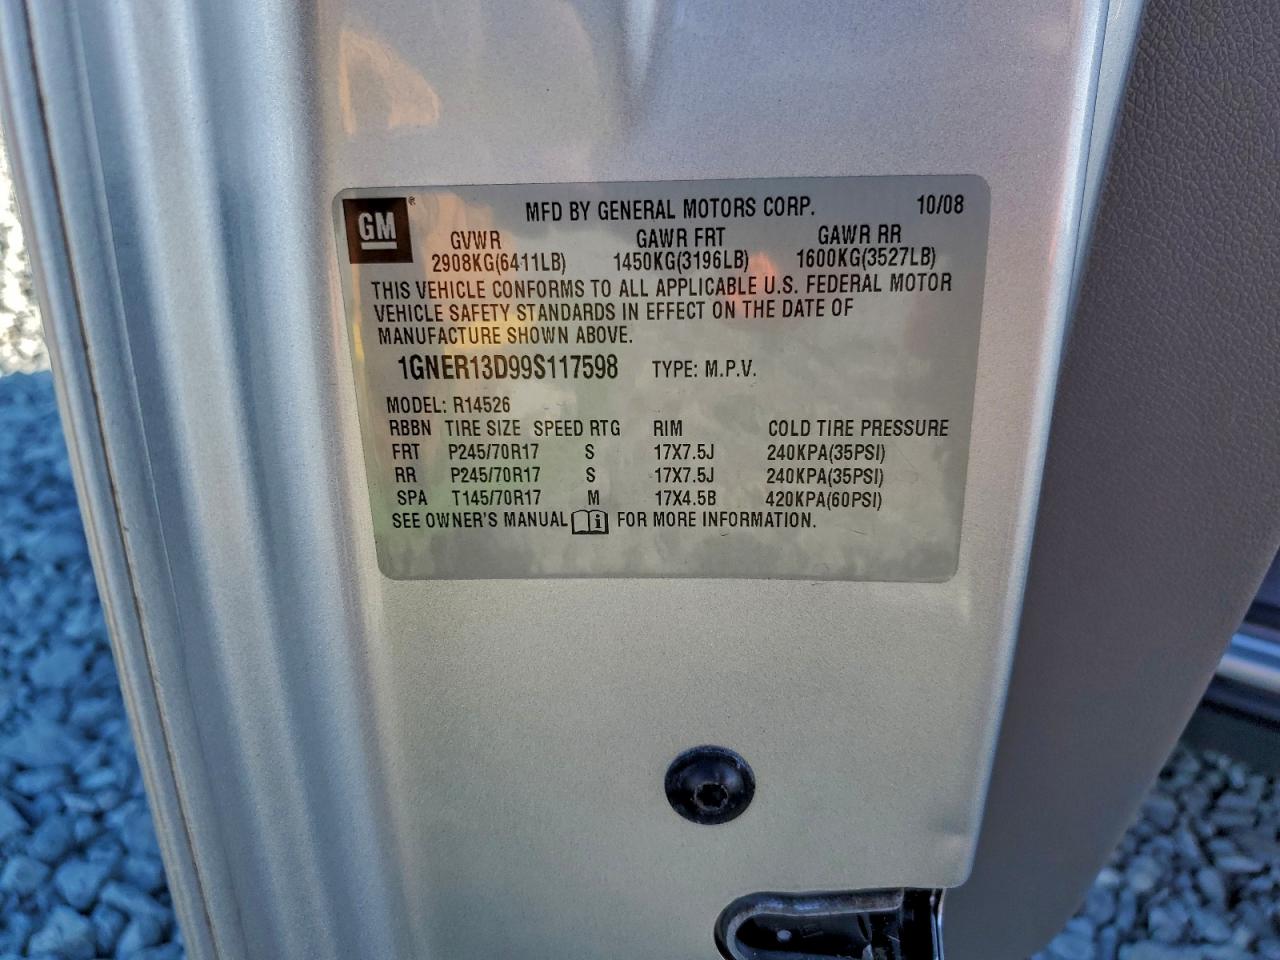 GM®
MFD BY GENERAL MOTORS CORP. 10/08
GVWR GAWR FRT GAWR RR
2908KG(6411LB) 1450KG(3196LB) 1600KG(3527LB)
THIS VEHICLE CONFORMS TO ALL APPLICABLE U.S. FEDERAL MOTOR
VEHICLE SAFETY STANDARDS IN EFFECT ON THE DATE OF
MANUFACTURE SHOWN ABOVE.
1GNER13D99S117598 TYPE: M.P.V.
MODEL: R14526
RBBN TIRE SIZE SPEED RTG RIM COLD TIRE PRESSURE
FRT P245/70R17 S 17X7.5J 240KPA(35PSI)
RR P245/70R17 S 17X7.5J 240KPA(35PSI)
SPA T145/70R17 M 17X4.5B 420KPA(60PSI)
SEE OWNER'S MANUAL i FOR MORE INFORMATION.